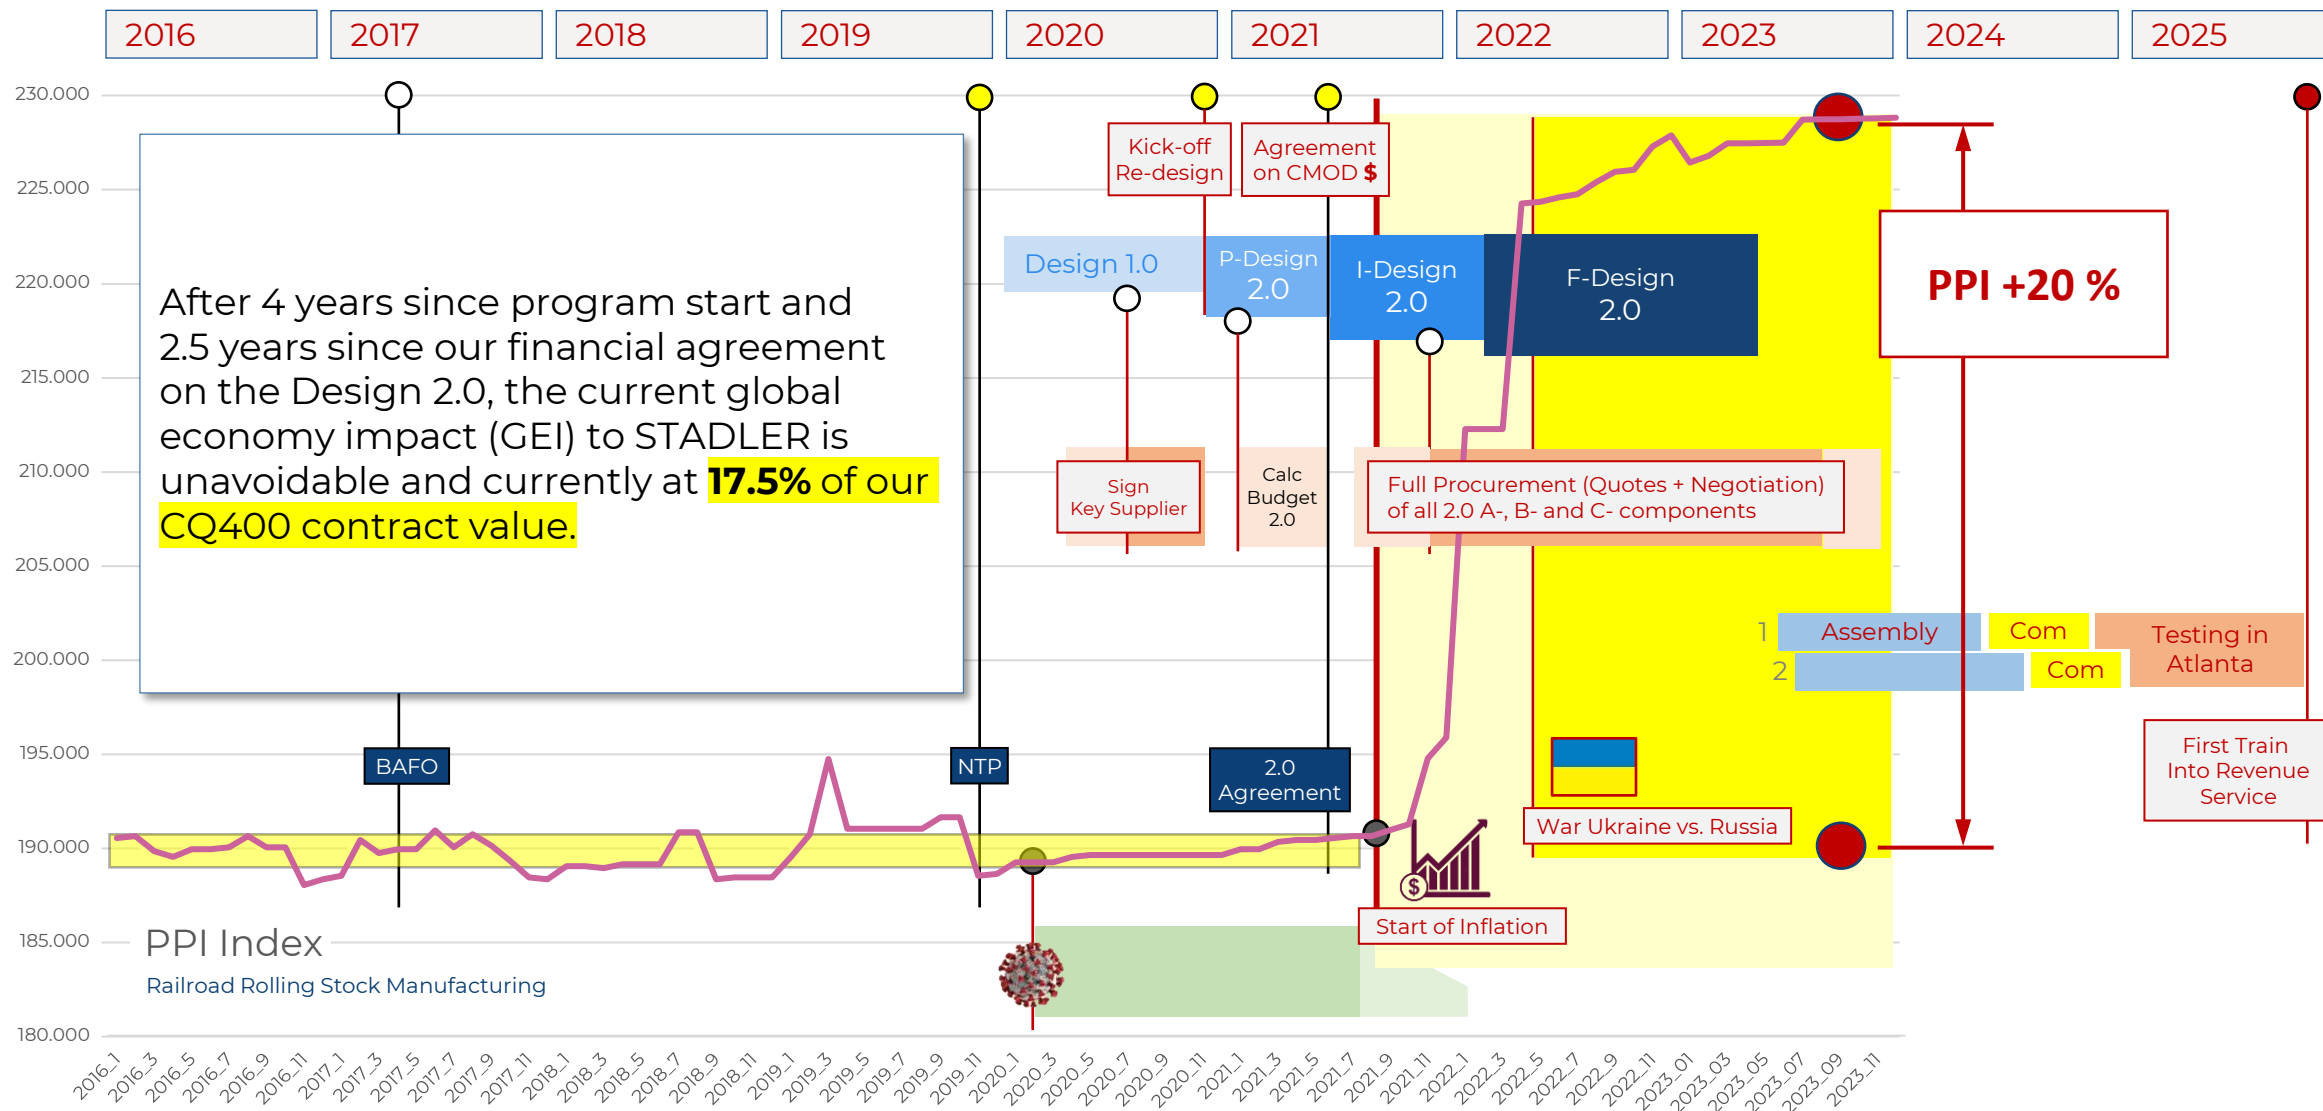 2016 2017 2018 2019 2020 2021 2022 2023 2024 2025
230.000
225.000
220.000
215.000
210.000
205.000
200.000
195.000
190.000
185.000
180.000
After 4 years since program start and
2.5 years since our financial agreement
on the Design 2.0, the current global
economy impact (GEI) to STADLER is
unavoidable and currently at 17.5% of our
CQ400 contract value.
Kick-off
Re-design
Agreement
on CMOD $
Design 1.0
P-Design
2.0
I-Design
2.0
F-Design
2.0
PPI +20 %
Sign
Key Supplier
Calc
Budget
2.0
Full Procurement (Quotes + Negotiation)
of all 2.0 A-, B- and C- components
1
Assembly
Com
Testing in
Atlanta
2
Com
BAFO
NTP
2.0
Agreement
First Train
Into Revenue
Service
War Ukraine vs. Russia
$
Start of Inflation
PPI Index
Railroad Rolling Stock Manufacturing
2016_1
2016_3
2016_5
2016_7
2016_9
2016_11
2017_1
2017_3
2017_5
2017_7
2017_9
2017_11
2018_1
2018_3
2018_5
2018_7
2018_9
2018_11
2019_1
2019_3
2019_5
2019_7
2019_9
2019_11
2020_1
2020_3
2020_5
2020_7
2020_9
2020_11
2021_1
2021_3
2021_5
2021_7
2021_9
2021_11
2022_1
2022_3
2022_5
2022_7
2022_9
2022_11
2023_01
2023_03
2023_05
2023_07
2023_09
2023_11